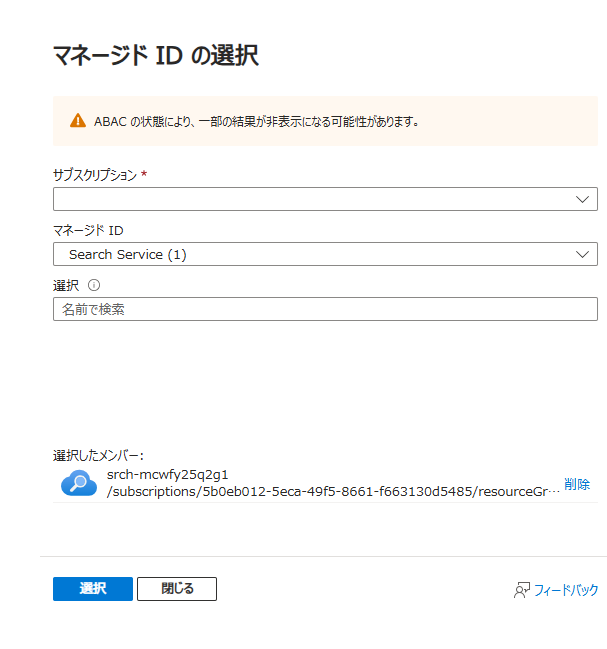 マネージド ID の選択
ABAC の状態により、一部の結果が非表示になる可能性があります。
サブスクリプション *
マネージド ID
Search Service (1)
選択
名前で検索
選択したメンバー:
srch-mcwfy25q2g1
/subscriptions/5b0eb012-5eca-49f5-8661-f663130d5485/resourceGr…
削除
選択
閉じる
フィードバック